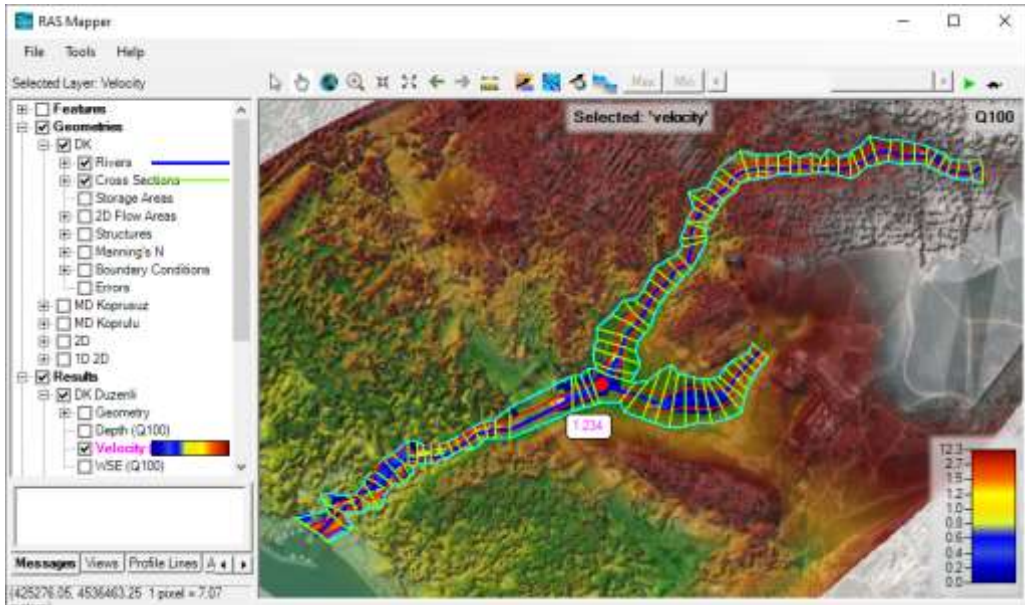 RAS Mapper
File Tools Help
Selected Layer: Velocity
Max Min
Features
Geometries
DK
Rivers
Cross Sections
Storage Areas
2D Flow Areas
Structures
Manning's N
Boundary Conditions
Errors
MD Koprusuz
MD Koprulu
2D
1D 2D
Results
DK Duzenli
Geometry
Depth (Q100)
Velocity
WSE (Q100)
Messages Views Profile Lines A
(425276.05, 4536463.25 1 pixel = 7.07
Selected: 'velocity'
Q100
1.234
12.3
2.7
1.5
1.2
1.0
0.8
0.6
0.4
0.2
0.0